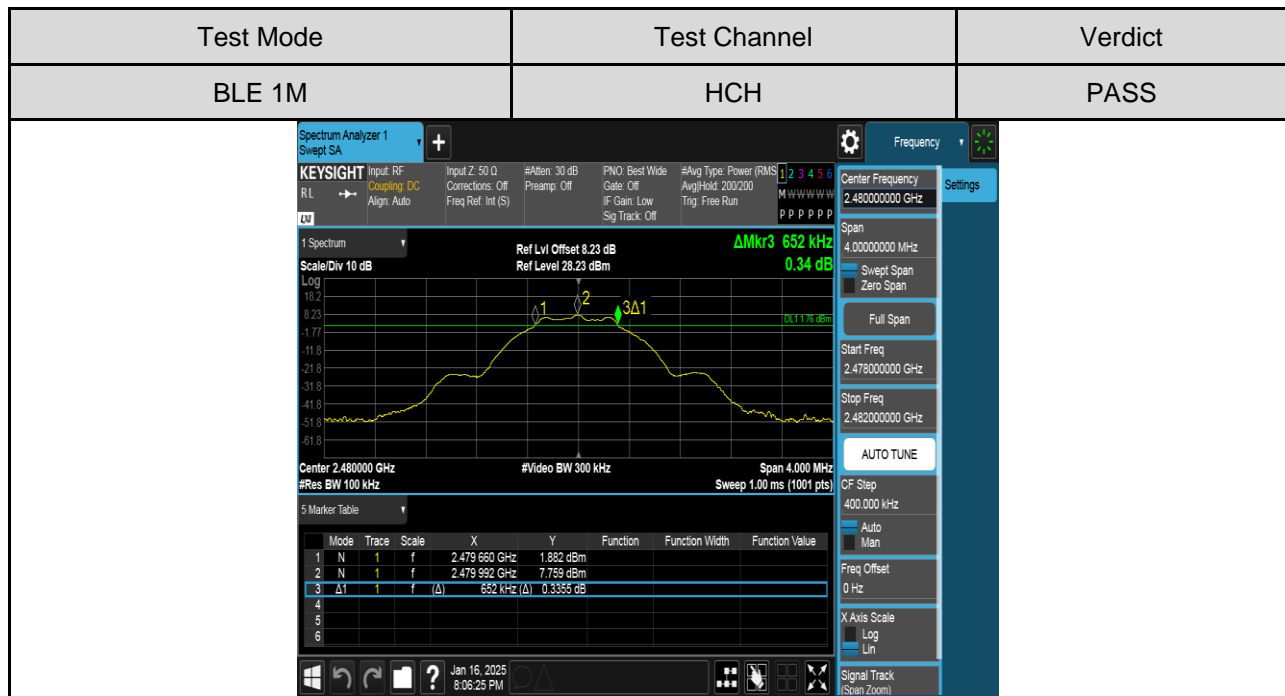 Test Mode Test Channel Verdict
BLE 1M HCH PASS
Spectrum Analyzer 1
Swept SA
+
Frequency
Settings
KEYSIGHT
RL
LXI
Input: RF
Coupling: DC
Align: Auto
Input Z: 50 Ω
Corrections: Off
Freq Ref: Int (S)
#Atten: 30 dB
Preamp: Off
PNO: Best Wide
Gate: Off
IF Gain: Low
Sig Track: Off
#Avg Type: Power (RMS
Avg|Hold: 200/200
Trig: Free Run
1 2 3 4 5 6
M W W W W W
P P P P P P
1 Spectrum
Scale/Div 10 dB
Ref Lvl Offset 8.23 dB
Ref Level 28.23 dBm
ΔMkr3 652 kHz
0.34 dB
Log
18.2
8.23
-1.77
-11.8
-21.8
-31.8
-41.8
-51.8
-61.8
1
2
3Δ1
DL1 1.76 dBm
Center 2.480000 GHz
#Res BW 100 kHz
#Video BW 300 kHz
Span 4.000 MHz
Sweep 1.00 ms (1001 pts)
5 Marker Table
Mode Trace Scale X Y Function Function Width Function Value
1 N 1 f 2.479 660 GHz 1.882 dBm
2 N 1 f 2.479 992 GHz 7.759 dBm
3 Δ1 1 f (Δ) 652 kHz (Δ) 0.3355 dB
4
5
6
Center Frequency
2.480000000 GHz
Span
4.00000000 MHz
Swept Span
Zero Span
Full Span
Start Freq
2.478000000 GHz
Stop Freq
2.482000000 GHz
AUTO TUNE
CF Step
400.000 kHz
Auto
Man
Freq Offset
0 Hz
X Axis Scale
Log
Lin
Signal Track
(Span Zoom)
?
Jan 16, 2025
8:06:25 PM